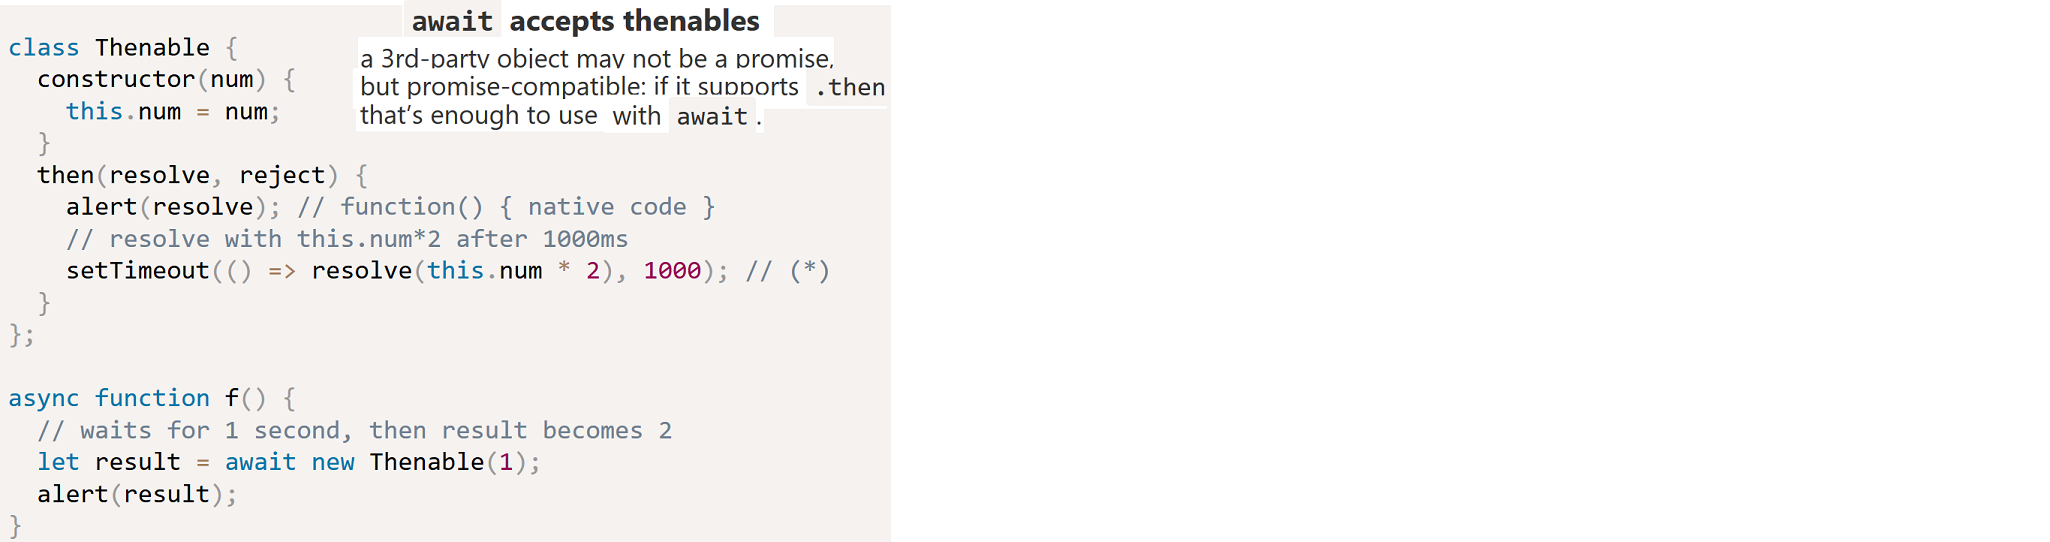 await accepts thenables
a 3rd-party object may not be a promise,
but promise-compatible: if it supports .then
that’s enough to use with await.
class Thenable {
  constructor(num) {
    this.num = num;
  }
  then(resolve, reject) {
    alert(resolve); // function() { native code }
    // resolve with this.num*2 after 1000ms
    setTimeout(() => resolve(this.num * 2), 1000); // (*)
  }
};
async function f() {
  // waits for 1 second, then result becomes 2
  let result = await new Thenable(1);
  alert(result);
}